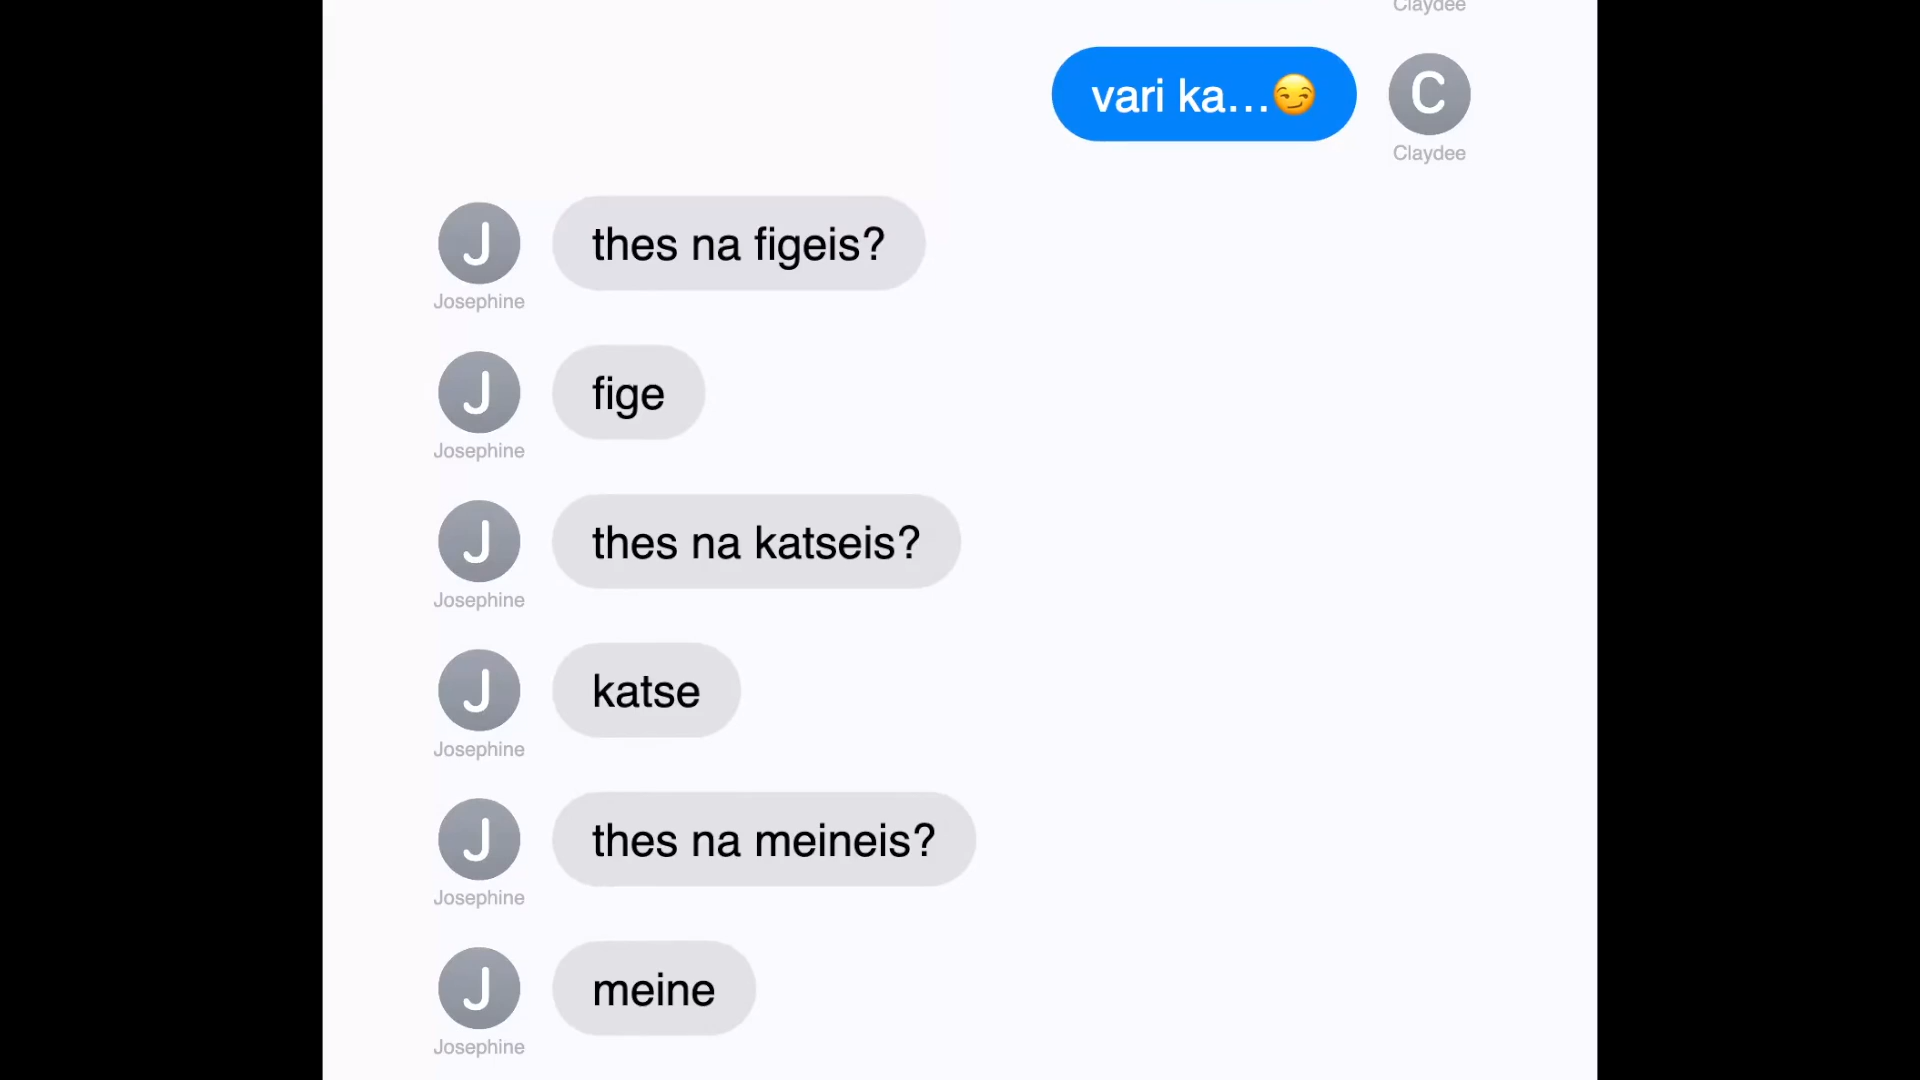 Claydee
vari ka...😏
C
Claydee
J
thes na figeis?
Josephine
J
fige
Josephine
J
thes na katseis?
Josephine
J
katse
Josephine
J
thes na meineis?
Josephine
J
meine
Josephine